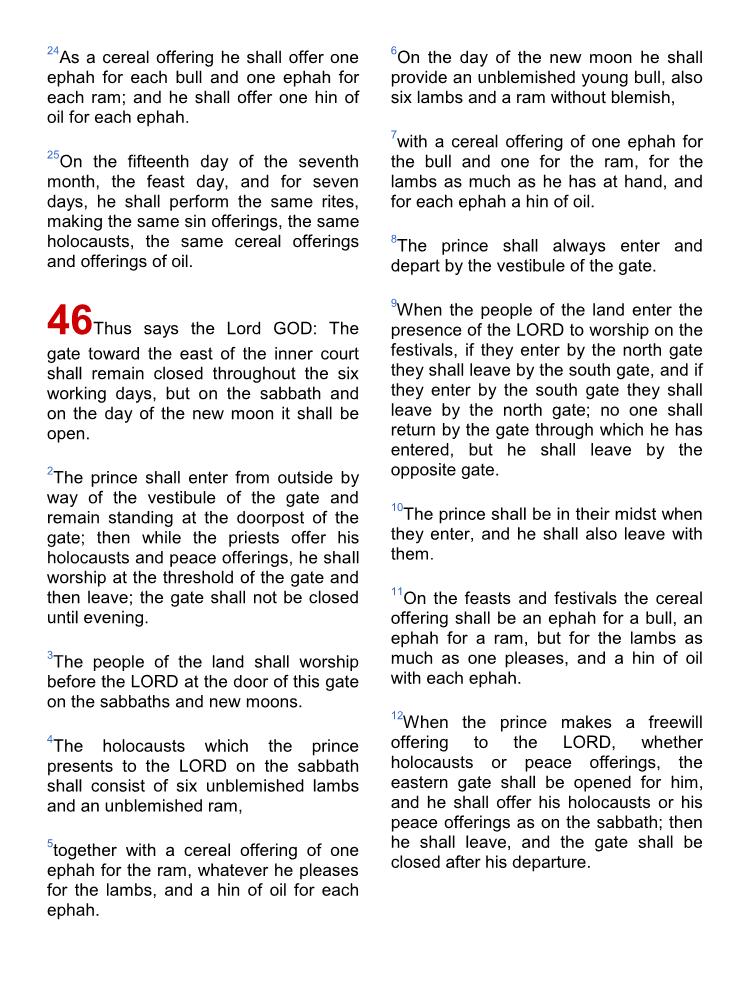 24As a cereal offering he shall offer one
ephah for each bull and one ephah for
each ram; and he shall offer one hin of
oil for each ephah.
25On the fifteenth day of the seventh
month, the feast day, and for seven
days, he shall perform the same rites,
making the same sin offerings, the same
holocausts, the same cereal offerings
and offerings of oil.
46Thus says the Lord GOD: The
gate toward the east of the inner court
shall remain closed throughout the six
working days, but on the sabbath and
on the day of the new moon it shall be
open.
2The prince shall enter from outside by
way of the vestibule of the gate and
remain standing at the doorpost of the
gate; then while the priests offer his
holocausts and peace offerings, he shall
worship at the threshold of the gate and
then leave; the gate shall not be closed
until evening.
3The people of the land shall worship
before the LORD at the door of this gate
on the sabbaths and new moons.
4The holocausts which the prince
presents to the LORD on the sabbath
shall consist of six unblemished lambs
and an unblemished ram,
5together with a cereal offering of one
ephah for the ram, whatever he pleases
for the lambs, and a hin of oil for each
ephah.
6On the day of the new moon he shall
provide an unblemished young bull, also
six lambs and a ram without blemish,
7with a cereal offering of one ephah for
the bull and one for the ram, for the
lambs as much as he has at hand, and
for each ephah a hin of oil.
8The prince shall always enter and
depart by the vestibule of the gate.
9When the people of the land enter the
presence of the LORD to worship on the
festivals, if they enter by the north gate
they shall leave by the south gate, and if
they enter by the south gate they shall
leave by the north gate; no one shall
return by the gate through which he has
entered, but he shall leave by the
opposite gate.
10The prince shall be in their midst when
they enter, and he shall also leave with
them.
11On the feasts and festivals the cereal
offering shall be an ephah for a bull, an
ephah for a ram, but for the lambs as
much as one pleases, and a hin of oil
with each ephah.
12When the prince makes a freewill
offering to the LORD, whether
holocausts or peace offerings, the
eastern gate shall be opened for him,
and he shall offer his holocausts or his
peace offerings as on the sabbath; then
he shall leave, and the gate shall be
closed after his departure.